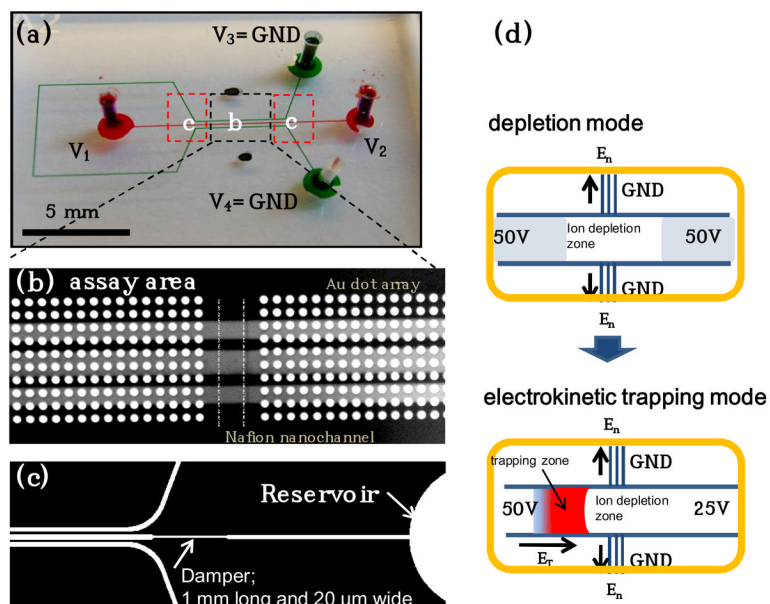 (a)
V3= GND
c
b
c
V1
V2
V4= GND
5 mm
(b) assay area
Au dot array
Nafion nanochannel
(c)
Reservoir
Damper;
1 mm long and 20 um wide
(d)
depletion mode
En
GND
50V
Ion depletion
zone
50V
GND
En
electrokinetic trapping mode
En
trapping zone
GND
50V
Ion depletion
zone
25V
ET
GND
En